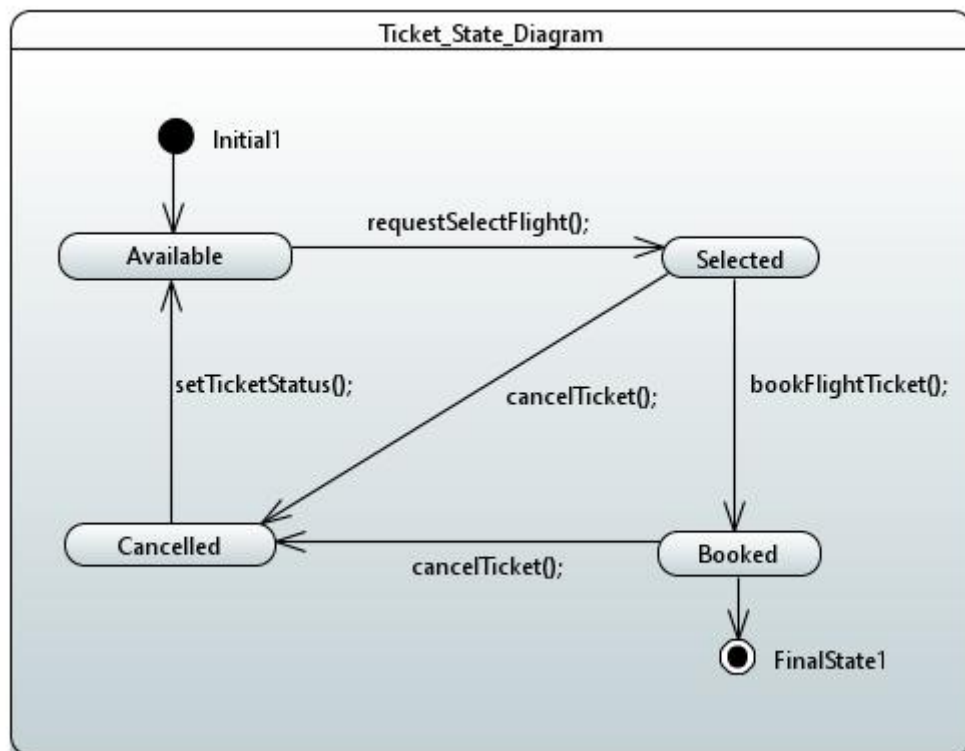 Ticket_State_Diagram
Initial1
requestSelectFlight();
Available
Selected
setTicketStatus();
cancelTicket();
bookFlightTicket();
Cancelled
Booked
cancelTicket();
FinalState1